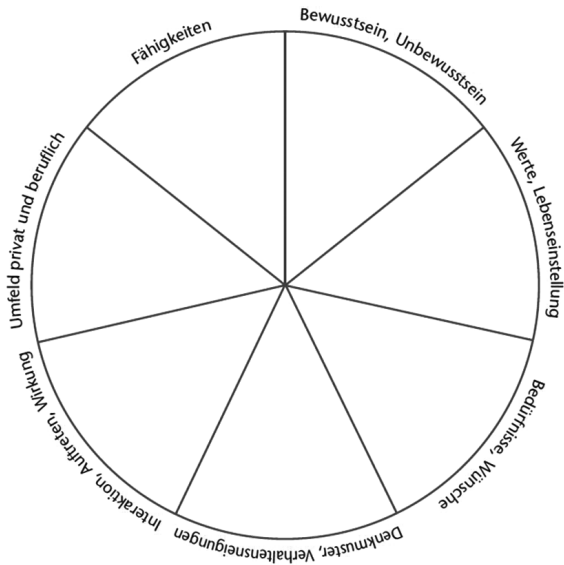 Bewusstsein, Unbewusstsein
Werte, Lebenseinstellung
Bedürfnisse, Wünsche
Denkmuster, Verhaltensneigungen
Interaktion, Auftreten, Wirkung
Umfeld privat und beruflich
Fähigkeiten